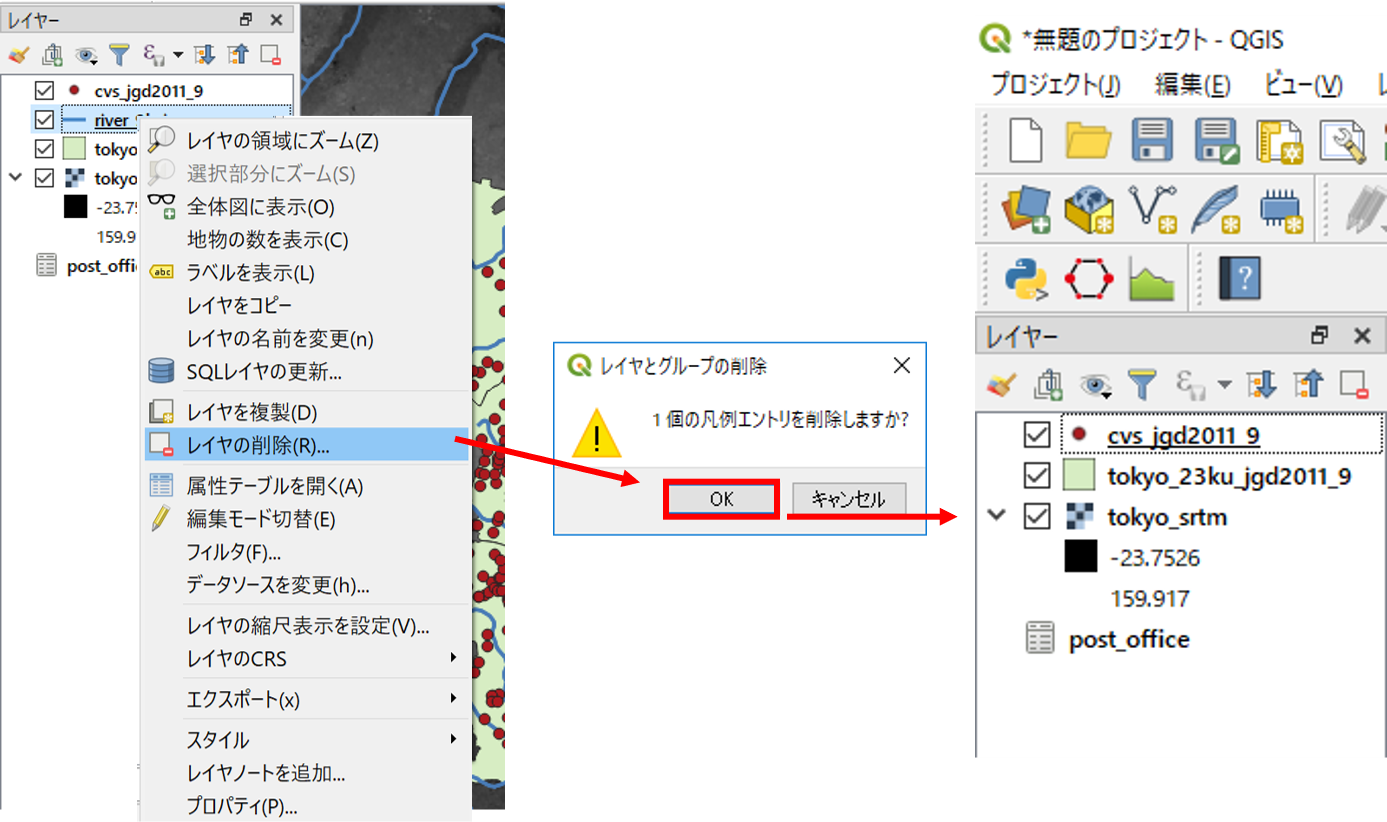 レイヤー
cvs_jgd2011_9
river
tokyo
tokyo
-23.7
159.9
post_offi
レイヤの領域にズーム(Z)
選択部分にズーム(S)
全体図に表示(O)
地物の数を表示(C)
abc ラベルを表示(L)
レイヤをコピー
レイヤの名前を変更(n)
SQLレイヤの更新...
レイヤを複製(D)
レイヤの削除(R)...
属性テーブルを開く(A)
編集モード切替(E)
フィルタ(F)...
データソースを変更(h)...
レイヤの縮尺表示を設定(V)...
レイヤのCRS
エクスポート(x)
スタイル
レイヤノートを追加...
プロパティ(P)...
レイヤとグループの削除
1 個の凡例エントリを削除しますか?
OK キャンセル
*無題のプロジェクト - QGIS
プロジェクト(J) 編集(E) ビュー(V)
レイヤー
cvs_jgd2011_9
tokyo_23ku_jgd2011_9
tokyo_srtm
-23.7526
159.917
post_office